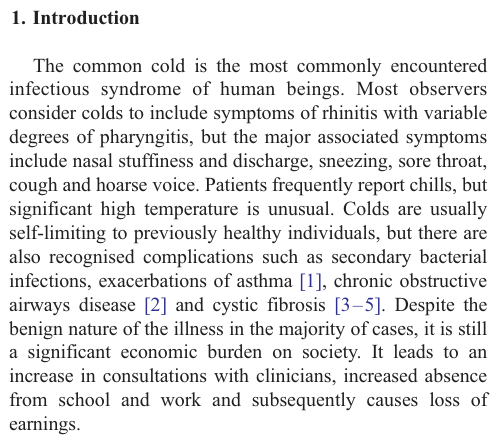 1. Introduction
The common cold is the most commonly encountered
infectious syndrome of human beings. Most observers
consider colds to include symptoms of rhinitis with variable
degrees of pharyngitis, but the major associated symptoms
include nasal stuffiness and discharge, sneezing, sore throat,
cough and hoarse voice. Patients frequently report chills, but
significant high temperature is unusual. Colds are usually
self-limiting to previously healthy individuals, but there are
also recognised complications such as secondary bacterial
infections, exacerbations of asthma [1], chronic obstructive
airways disease [2] and cystic fibrosis [3–5]. Despite the
benign nature of the illness in the majority of cases, it is still
a significant economic burden on society. It leads to an
increase in consultations with clinicians, increased absence
from school and work and subsequently causes loss of
earnings.